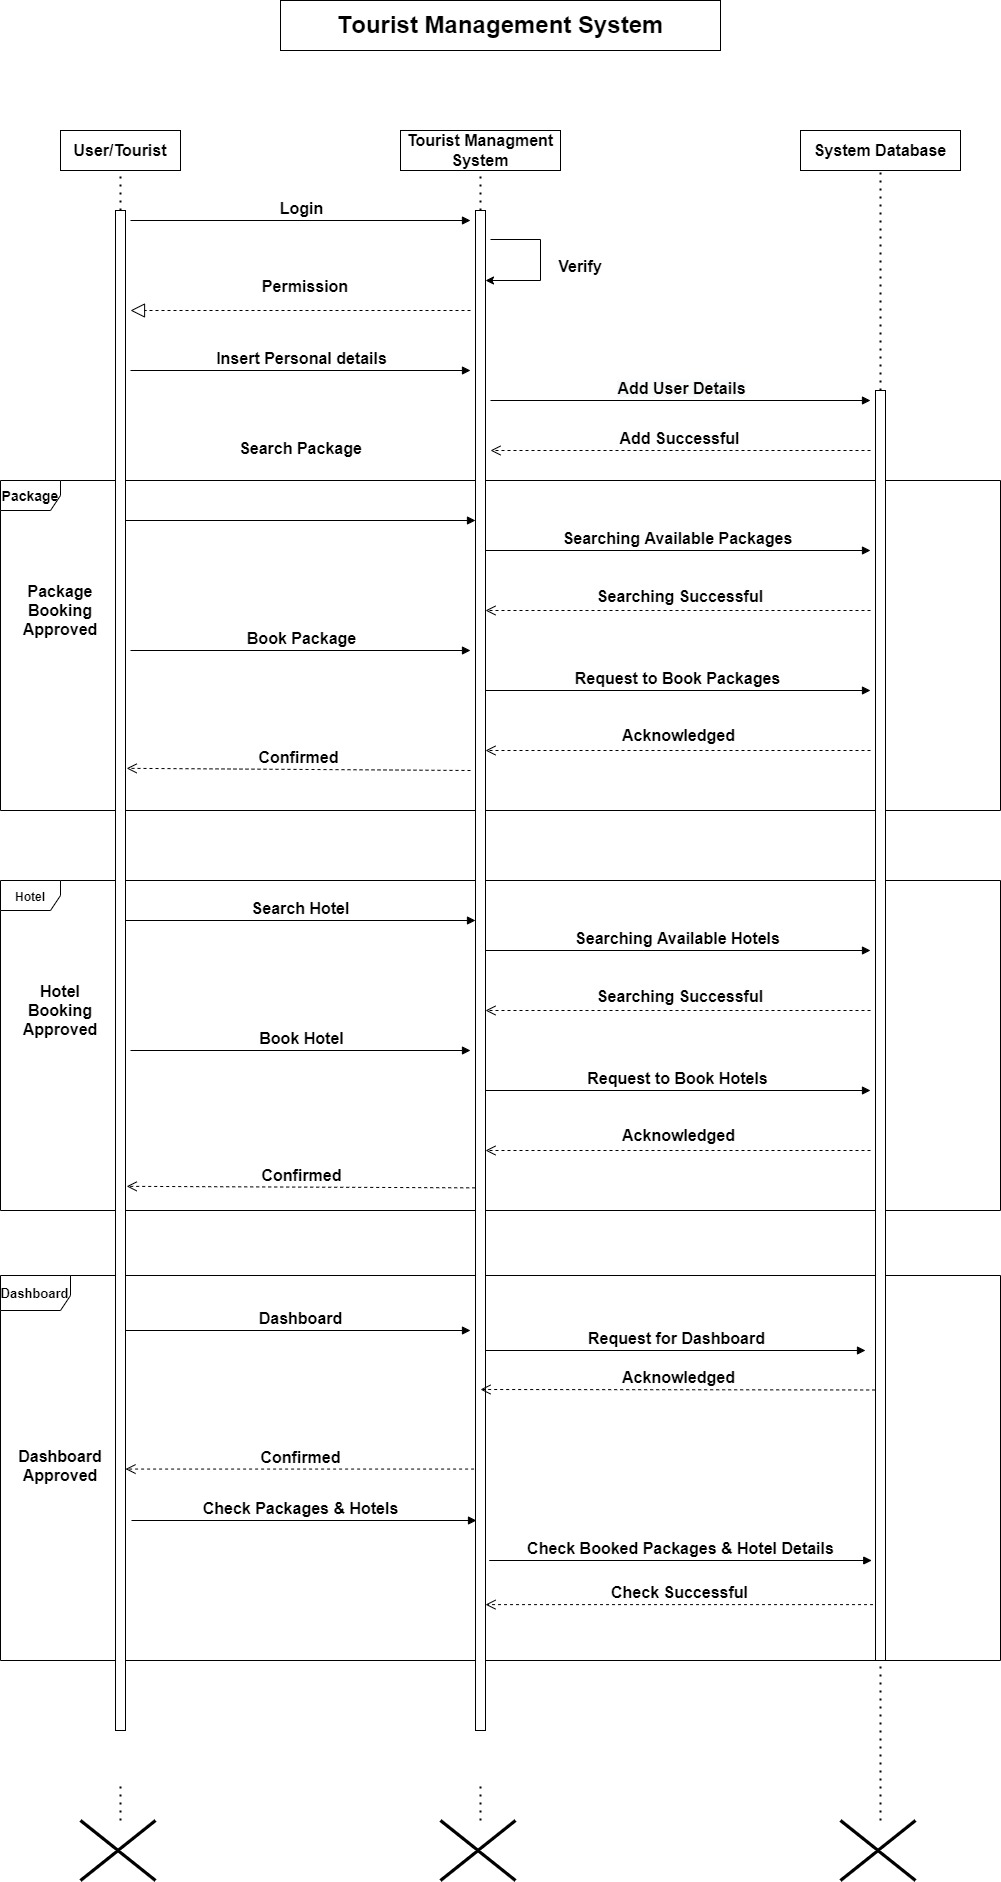 Tourist Management System
User/Tourist
Tourist Managment
System
System Database
Login
Verify
Permission
Insert Personal details
Add User Details
Add Successful
Search Package
Package
Searching Available Packages
Package
Booking
Approved
Searching Successful
Book Package
Request to Book Packages
Acknowledged
Confirmed
Hotel
Search Hotel
Searching Available Hotels
Hotel
Booking
Approved
Searching Successful
Book Hotel
Request to Book Hotels
Acknowledged
Confirmed
Dashboard
Dashboard
Request for Dashboard
Acknowledged
Dashboard
Approved
Confirmed
Check Packages & Hotels
Check Booked Packages & Hotel Details
Check Successful